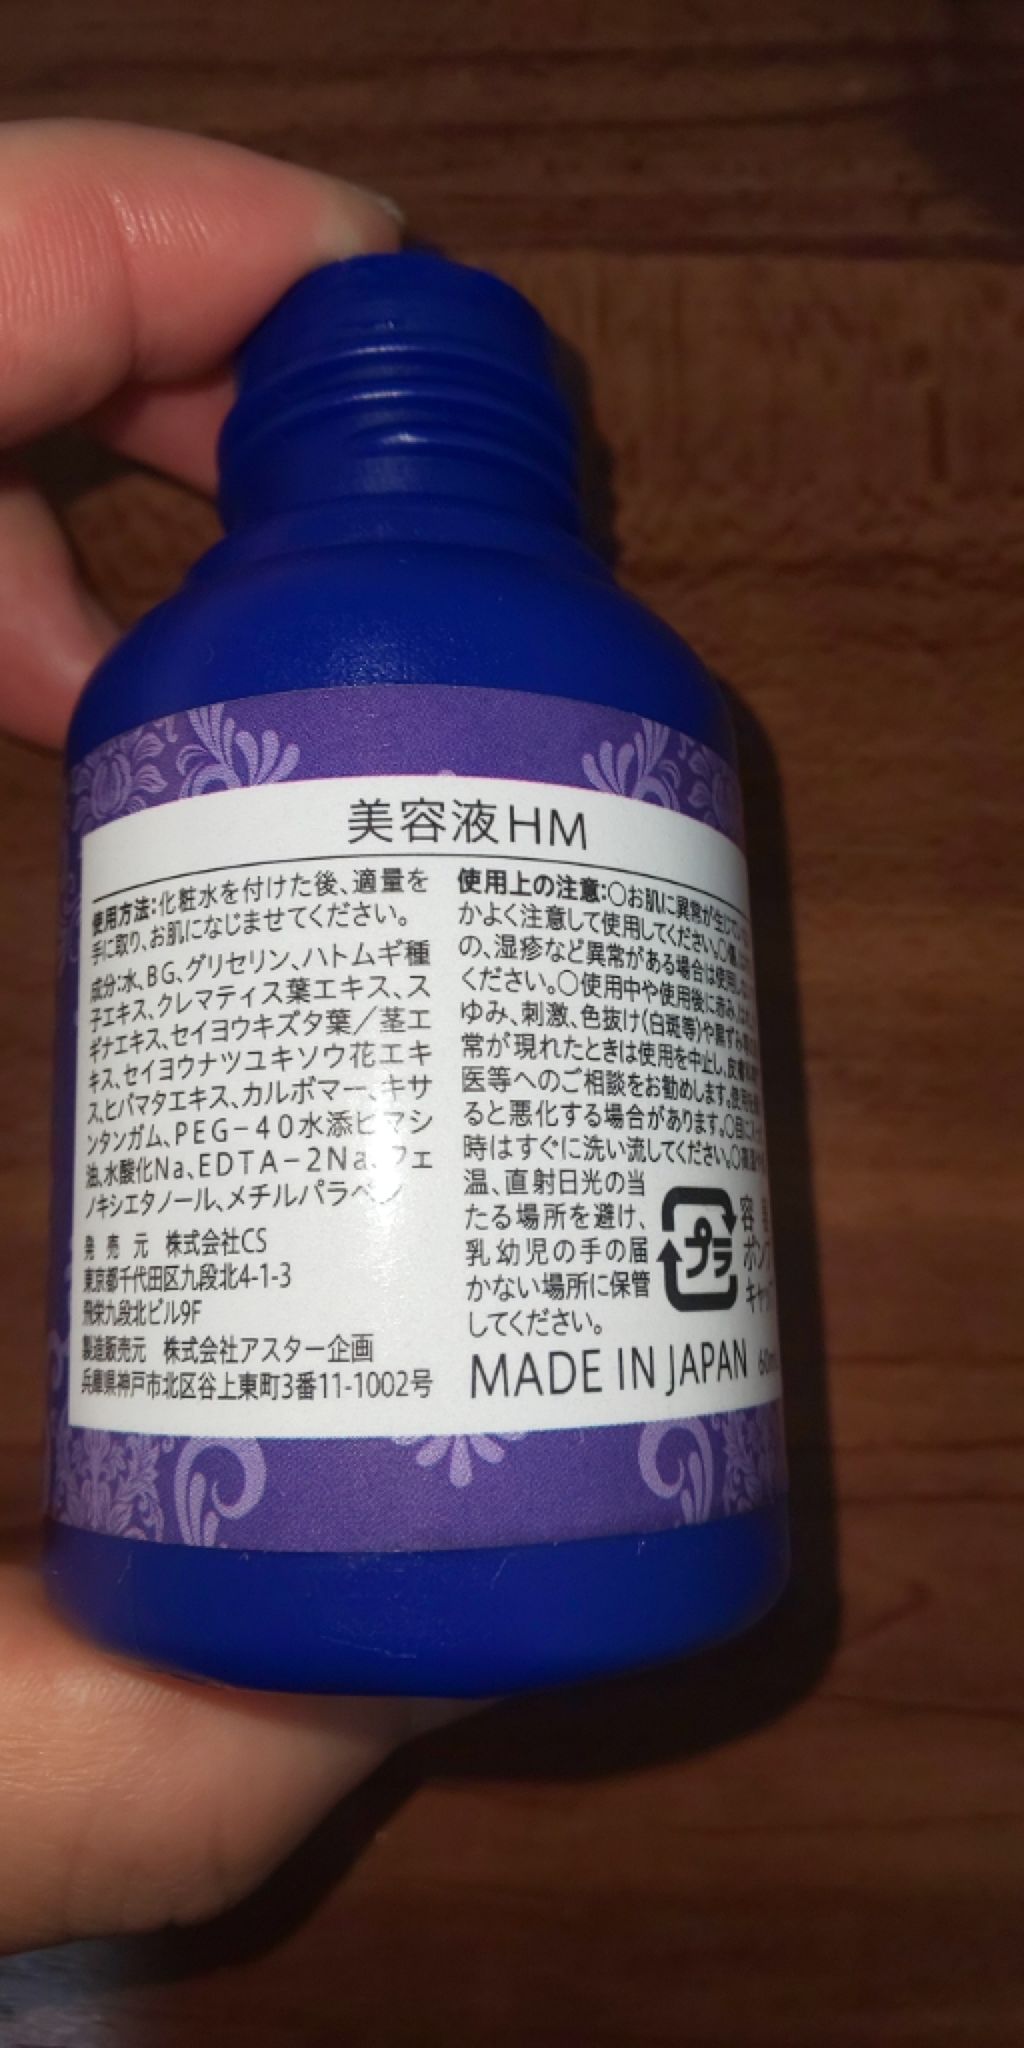 美容液HM
使用方法:化粧水を付けた後、適量を
手に取り、お肌になじませてください。
成分:水、BG、グリセリン、ハトムギ種
子エキス、クレマティス葉エキス、ス
ギナエキス、セイヨウキズタ葉／茎エ
キス、セイヨウナツユキソウ花エキ
ス、ヒバマタエキス、カルボマー、キサ
ンタンガム、PEG－40水添ヒマシ
油、水酸化Na、EDTA－2Na、フェ
ノキシエタノール、メチルパラベン
発売元 株式会社CS
東京都千代田区九段北4-1-3
飛栄九段北ビル9F
製造販売元 株式会社アスター企画
兵庫県神戸市北区谷上東町3番11-1002号
使用上の注意:○お肌に異常が生じて
かよく注意して使用してください。○
の、湿疹など異常がある場合は使用
ください。○使用中や使用後に赤み
ゆみ、刺激、色抜け(白斑等)や黒ずみ
常が現れたときは使用を中止し、皮膚
医等へのご相談をお勧めします。使用を
ると悪化する場合があります。○目に
時はすぐに洗い流してください。○
温、直射日光の当
たる場所を避け、
乳幼児の手の届
かない場所に保管
してください。
プラ
容
ポンプ
キャップ
MADE IN JAPAN 60m